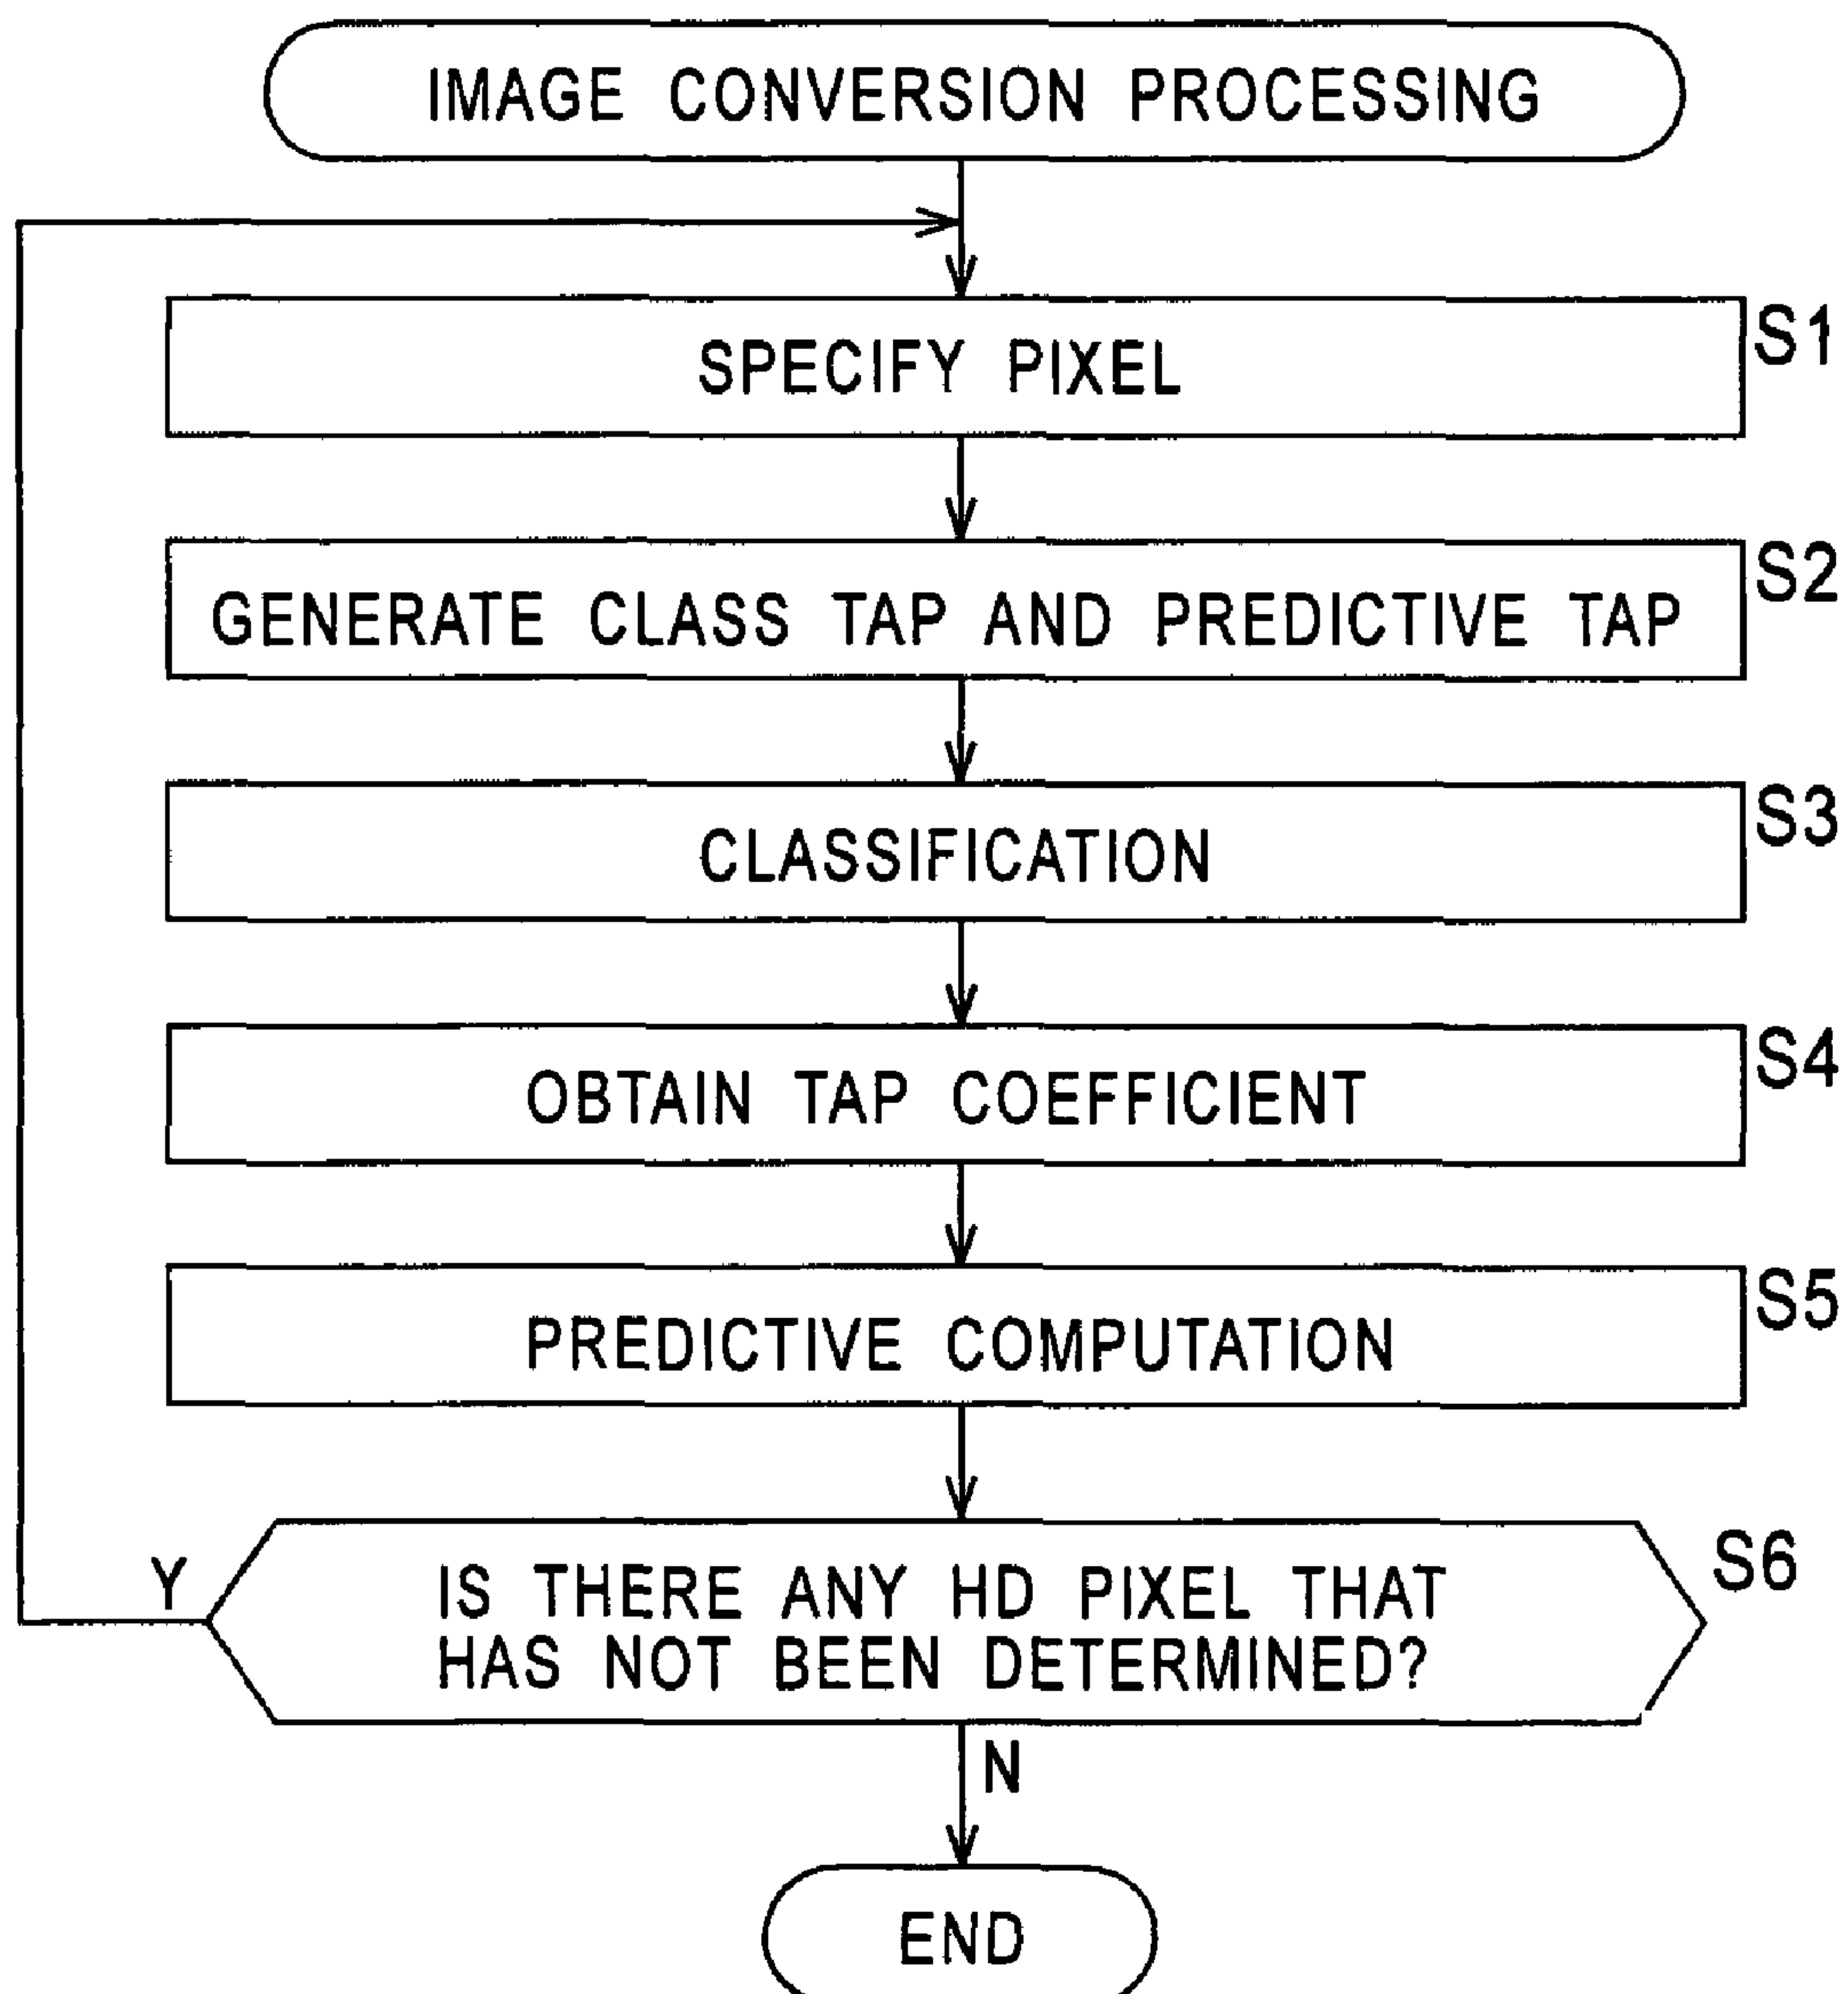 IMAGE CONVERSION PROCESSING
S1
SPECIFY PIXEL
S2
GENERATE CLASS TAP AND PREDICTIVE TAP
S3
CLASSIFICATION
S4
OBTAIN TAP COEFFICIENT
S5
PREDICTIVE COMPUTATION
S6
Y
IS THERE ANY HD PIXEL THAT
HAS NOT BEEN DETERMINED?
N
END